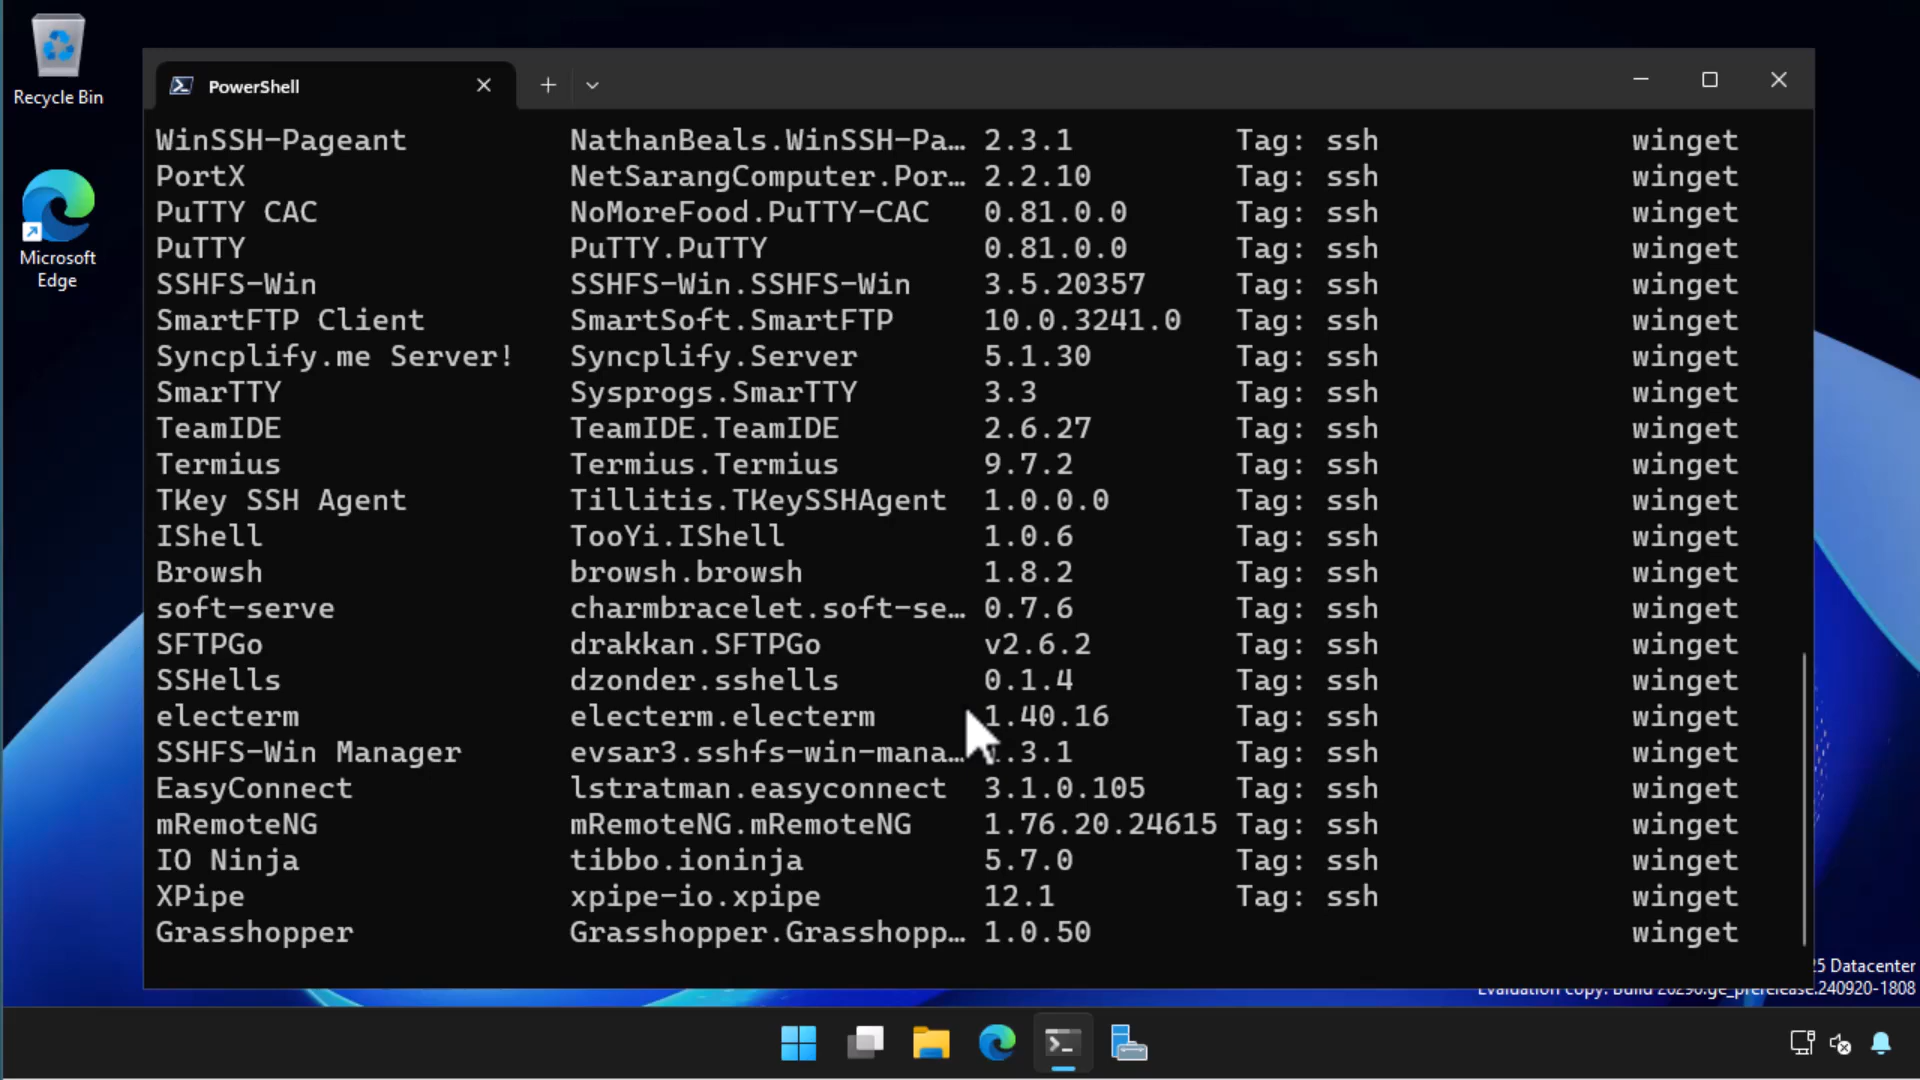 Recycle Bin
Microsoft
Edge
PowerShell
WinSSH-Pageant NathanBeals.WinSSH-Pa… 2.3.1 Tag: ssh winget
PortX NetSarangComputer.Por… 2.2.10 Tag: ssh winget
PuTTY CAC NoMoreFood.PuTTY-CAC 0.81.0.0 Tag: ssh winget
PuTTY PuTTY.PuTTY 0.81.0.0 Tag: ssh winget
SSHFS-Win SSHFS-Win.SSHFS-Win 3.5.20357 Tag: ssh winget
SmartFTP Client SmartSoft.SmartFTP 10.0.3241.0 Tag: ssh winget
Syncplify.me Server! Syncplify.Server 5.1.30 Tag: ssh winget
SmarTTY Sysprogs.SmarTTY 3.3 Tag: ssh winget
TeamIDE TeamIDE.TeamIDE 2.6.27 Tag: ssh winget
Termius Termius.Termius 9.7.2 Tag: ssh winget
TKey SSH Agent Tillitis.TKeySSHAgent 1.0.0.0 Tag: ssh winget
IShell TooYi.IShell 1.0.6 Tag: ssh winget
Browsh browsh.browsh 1.8.2 Tag: ssh winget
soft-serve charmbracelet.soft-se… 0.7.6 Tag: ssh winget
SFTPGo drakkan.SFTPGo v2.6.2 Tag: ssh winget
SSHells dzonder.sshells 0.1.4 Tag: ssh winget
electerm electerm.electerm 1.40.16 Tag: ssh winget
SSHFS-Win Manager evsar3.sshfs-win-mana… .3.1 Tag: ssh winget
EasyConnect lstratman.easyconnect 3.1.0.105 Tag: ssh winget
mRemoteNG mRemoteNG.mRemoteNG 1.76.20.24615 Tag: ssh winget
IO Ninja tibbo.ioninja 5.7.0 Tag: ssh winget
XPipe xpipe-io.xpipe 12.1 Tag: ssh winget
Grasshopper Grasshopper.Grasshopp… 1.0.50 winget
25 Datacenter
Evaluation copy. Build 26290.ge_prerelease.240920-1808